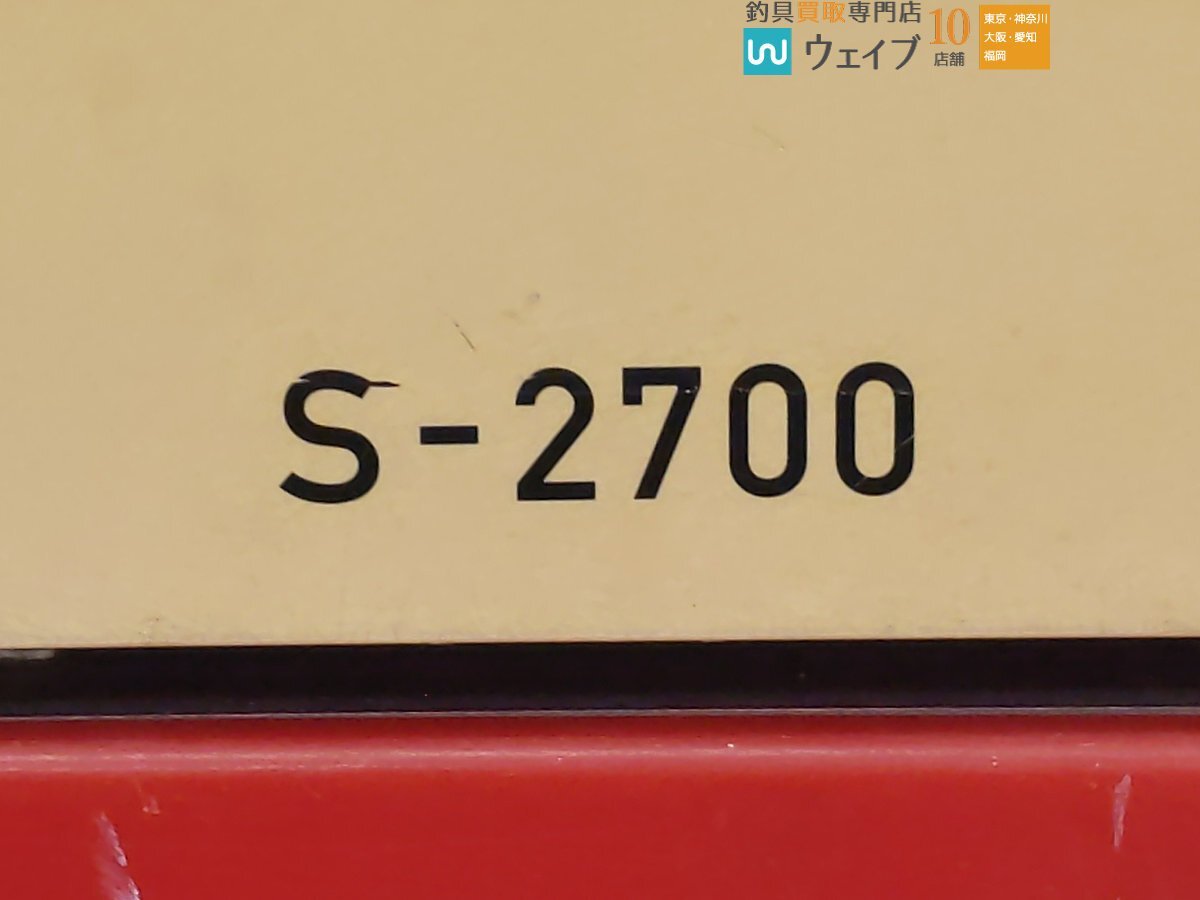 釣具買取専門店
ウェイブ
10
店舗
東京・神奈川
大阪・愛知
福岡
S-2700